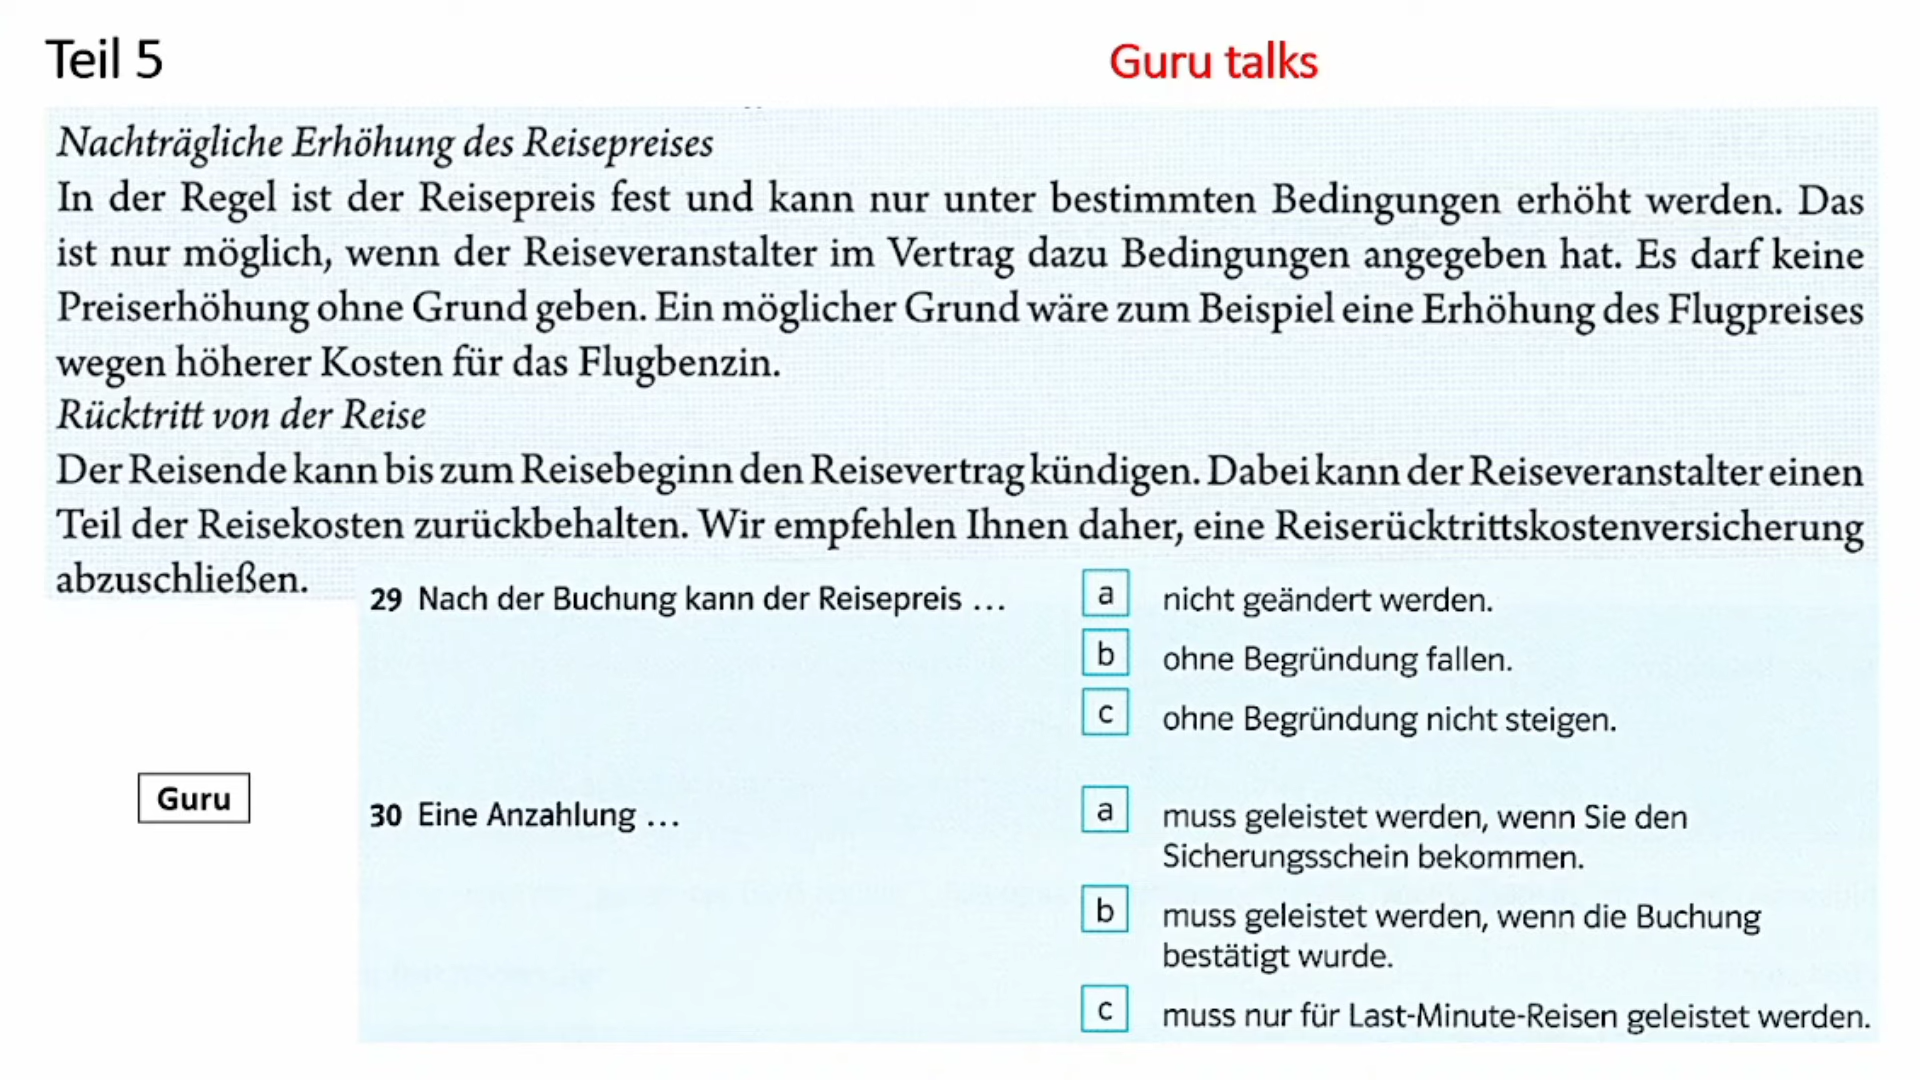 Teil 5
Guru talks
Nachträgliche Erhöhung des Reisepreises
In der Regel ist der Reisepreis fest und kann nur unter bestimmten Bedingungen erhöht werden. Das
ist nur möglich, wenn der Reiseveranstalter im Vertrag dazu Bedingungen angegeben hat. Es darf keine
Preiserhöhung ohne Grund geben. Ein möglicher Grund wäre zum Beispiel eine Erhöhung des Flugpreises
wegen höherer Kosten für das Flugbenzin.
Rücktritt von der Reise
Der Reisende kann bis zum Reisebeginn den Reisevertrag kündigen. Dabei kann der Reiseveranstalter einen
Teil der Reisekosten zurückbehalten. Wir empfehlen Ihnen daher, eine Reiserücktrittskostenversicherung
abzuschließen.
29 Nach der Buchung kann der Reisepreis ...
a nicht geändert werden.
b ohne Begründung fallen.
c ohne Begründung nicht steigen.
Guru
30 Eine Anzahlung ...
a muss geleistet werden, wenn Sie den
Sicherungsschein bekommen.
b muss geleistet werden, wenn die Buchung
bestätigt wurde.
c muss nur für Last-Minute-Reisen geleistet werden.